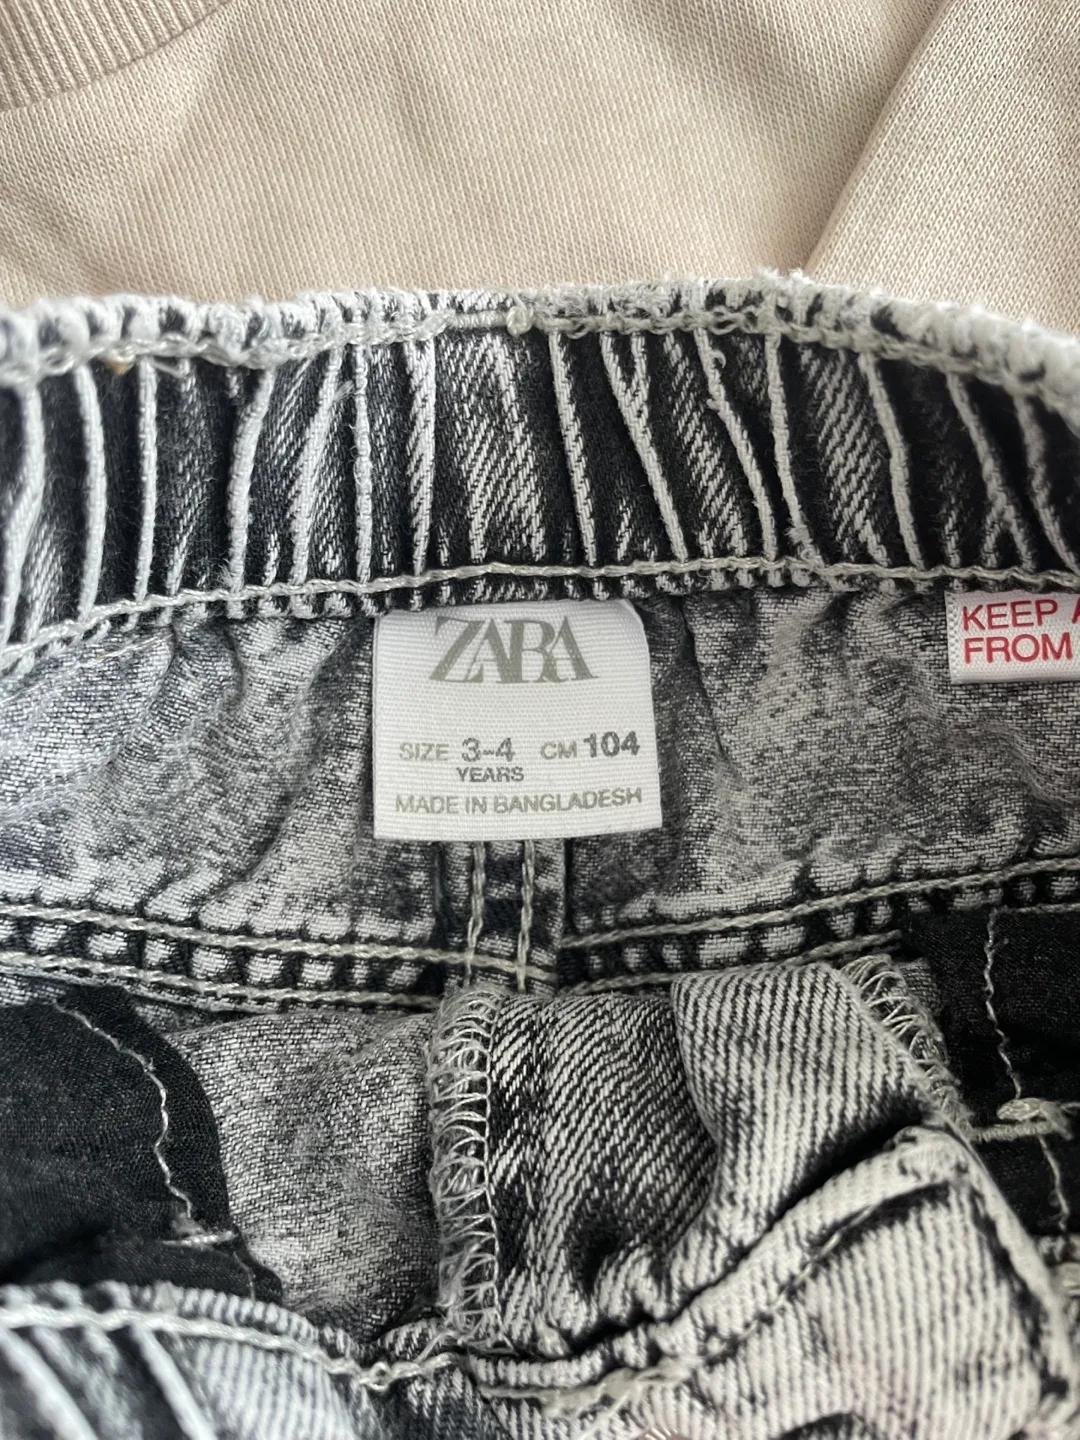 ZARA
SIZE 3-4 CM 104
YEARS
MADE IN BANGLADESH
KEEP A
FROM